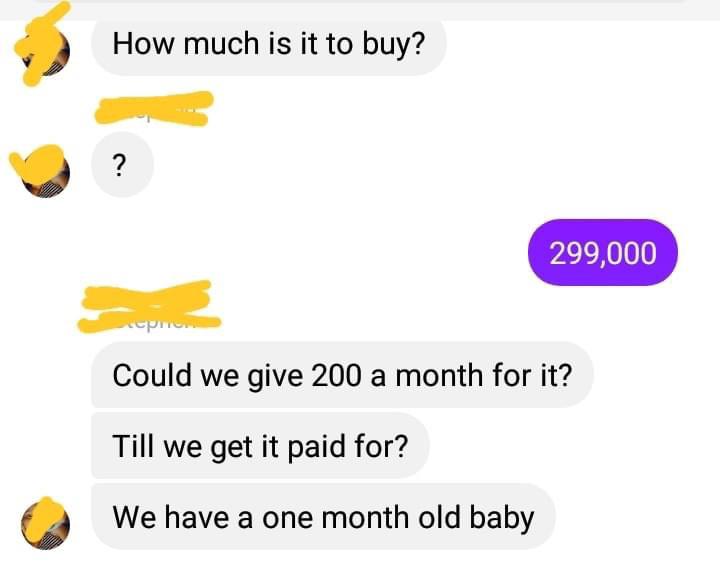 How much is it to buy?
?
299,000
Could we give 200 a month for it?
Till we get it paid for?
We have a one month old baby